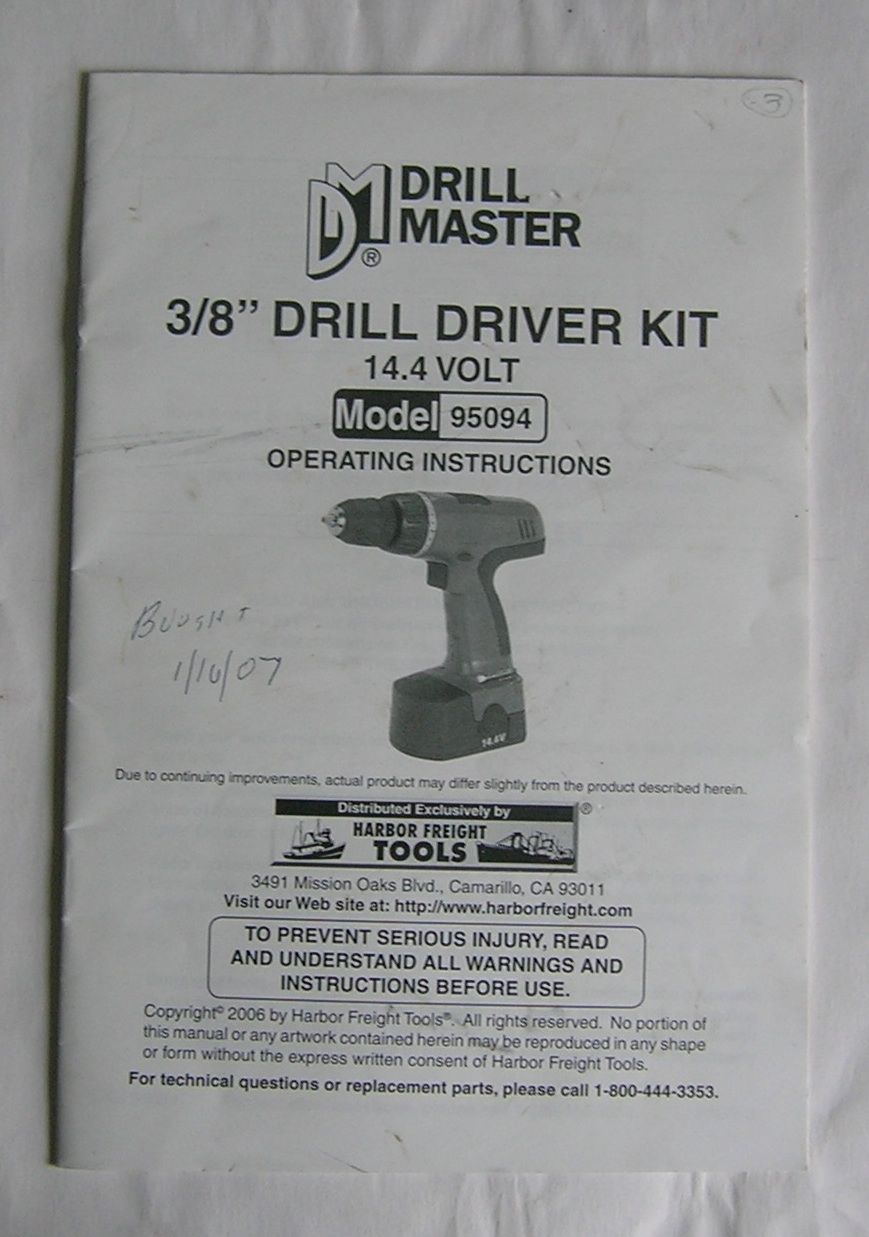 3
DM®
DRILL
MASTER
3/8” DRILL DRIVER KIT
14.4 VOLT
Model 95094
OPERATING INSTRUCTIONS
BOUGHT
1/16/07
14.4V
Due to continuing improvements, actual product may differ slightly from the product described herein.
Distributed Exclusively by
HARBOR FREIGHT
TOOLS ®
3491 Mission Oaks Blvd., Camarillo, CA 93011
Visit our Web site at: http://www.harborfreight.com
TO PREVENT SERIOUS INJURY, READ
AND UNDERSTAND ALL WARNINGS AND
INSTRUCTIONS BEFORE USE.
Copyright© 2006 by Harbor Freight Tools®. All rights reserved. No portion of
this manual or any artwork contained herein may be reproduced in any shape
or form without the express written consent of Harbor Freight Tools.
For technical questions or replacement parts, please call 1-800-444-3353.